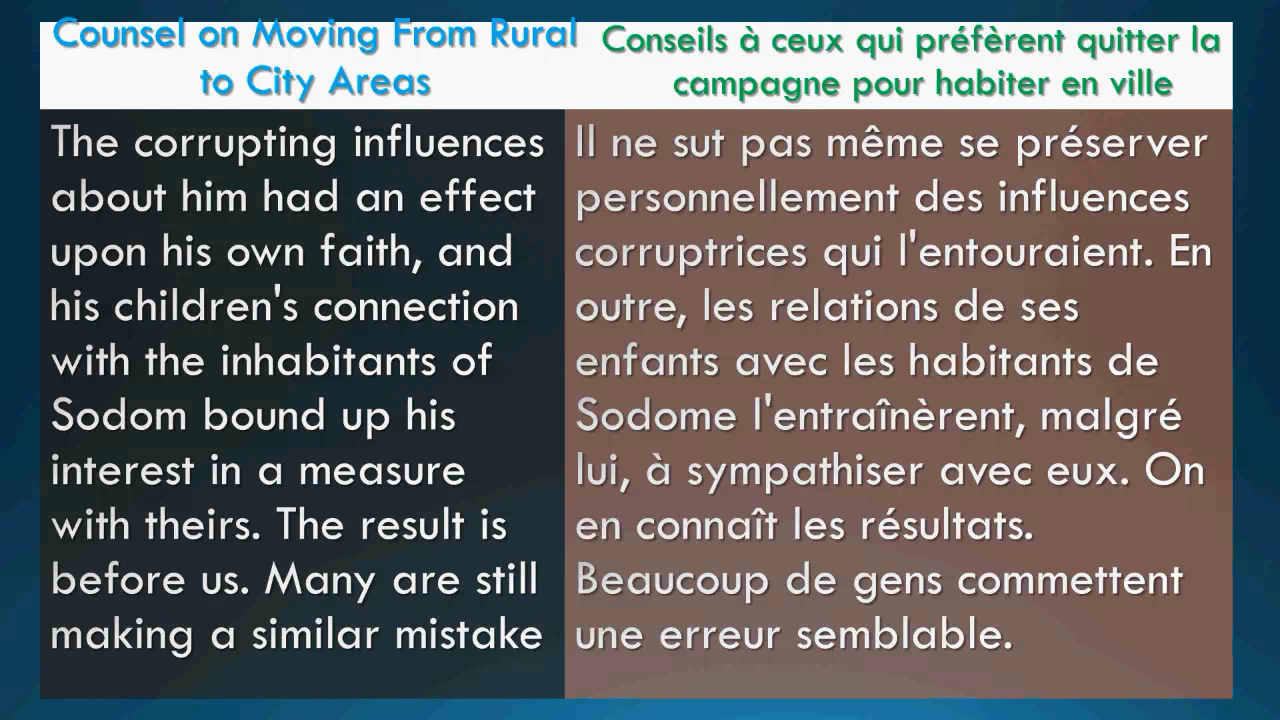 Counsel on Moving From Rural
to City Areas
Conseils à ceux qui préfèrent quitter la
campagne pour habiter en ville
The corrupting influences
about him had an effect
upon his own faith, and
his children's connection
with the inhabitants of
Sodom bound up his
interest in a measure
with theirs. The result is
before us. Many are still
making a similar mistake
Il ne sut pas même se préserver
personnellement des influences
corruptrices qui l'entouraient. En
outre, les relations de ses
enfants avec les habitants de
Sodome l'entraînèrent, malgré
lui, à sympathiser avec eux. On
en connaît les résultats.
Beaucoup de gens commettent
une erreur semblable.